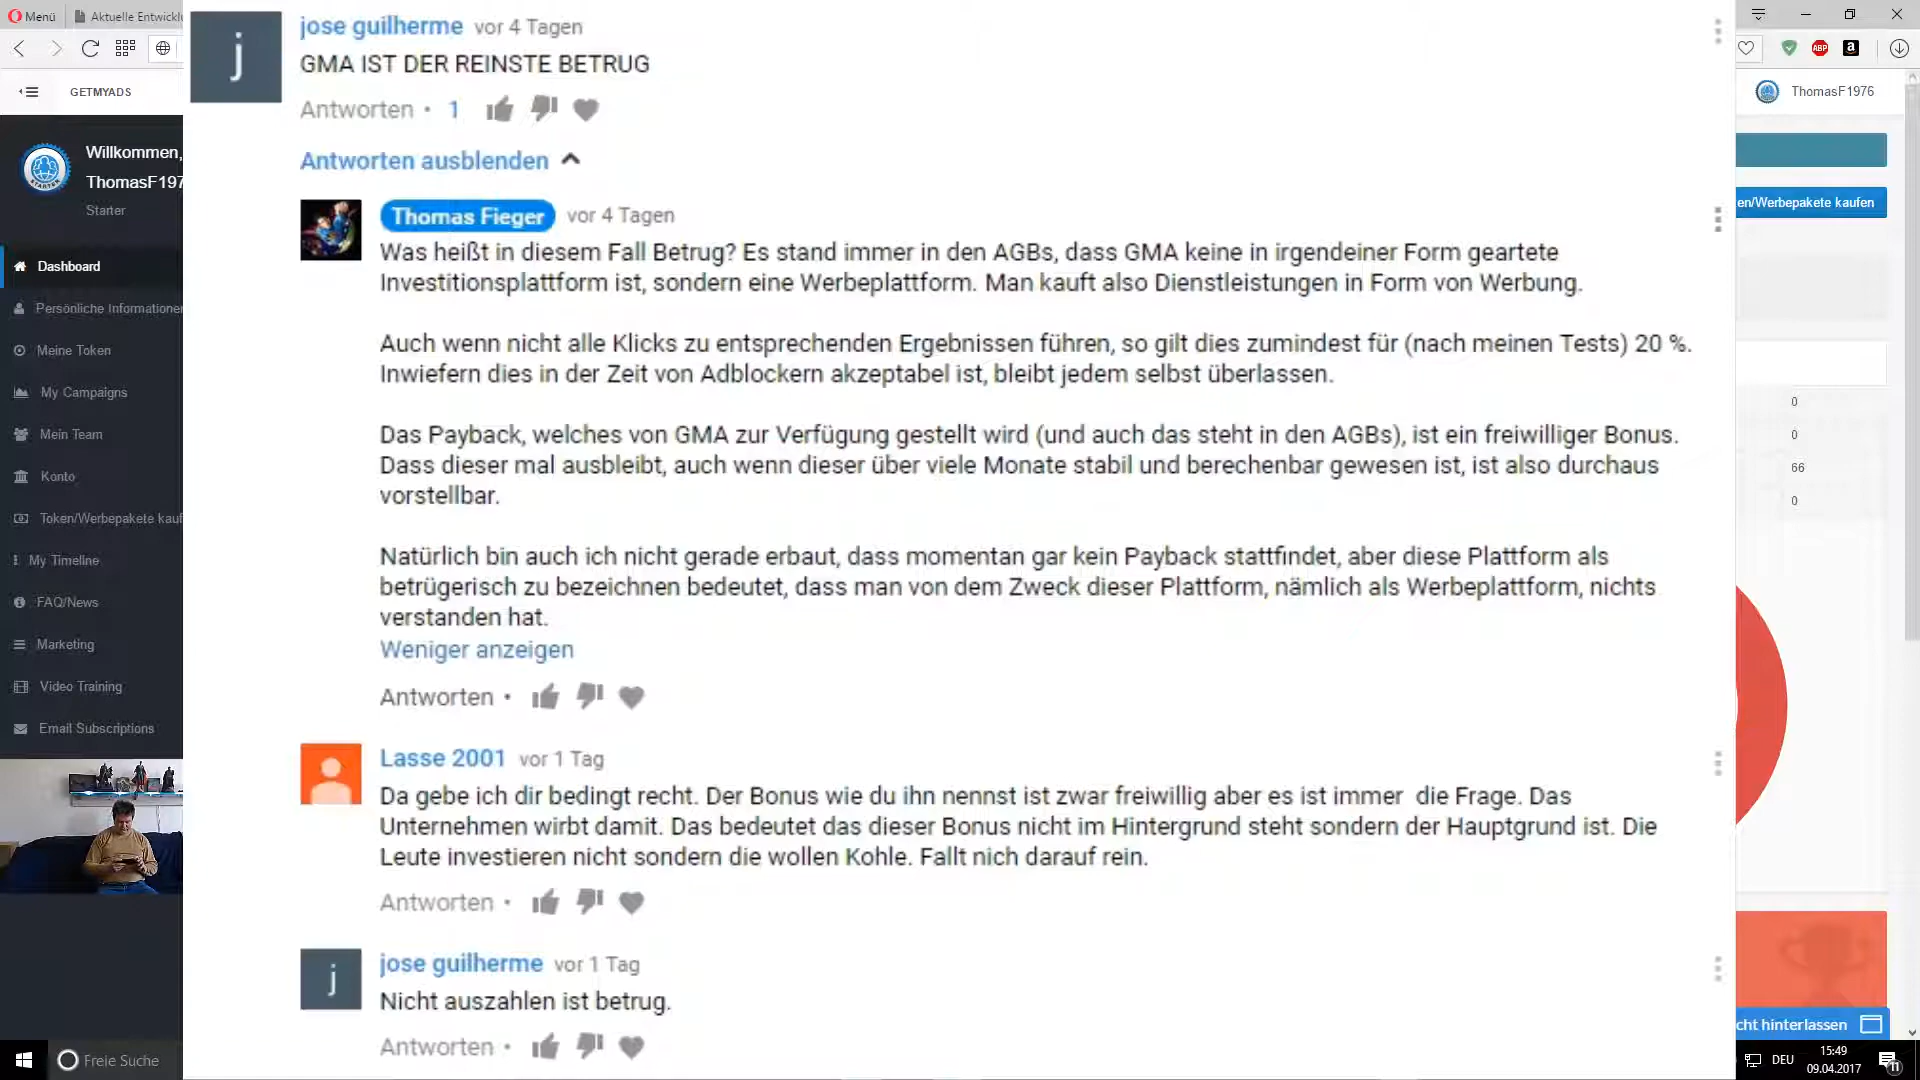 Menü
Aktuelle Entwickl
GETMYADS
ThomasF1976
Willkommen,
ThomasF197
Starter
Dashboard
Persönliche Informationer
Meine Token
My Campaigns
Mein Team
Konto
Token/Werbepakete kauf
My Timeline
FAQ/News
Marketing
Video Training
Email Subscriptions
j
jose guilherme vor 4 Tagen
GMA IST DER REINSTE BETRUG
Antworten • 1
Antworten ausblenden
Thomas Fieger vor 4 Tagen
Was heißt in diesem Fall Betrug? Es stand immer in den AGBs, dass GMA keine in irgendeiner Form geartete
Investitionsplattform ist, sondern eine Werbeplattform. Man kauft also Dienstleistungen in Form von Werbung.
Auch wenn nicht alle Klicks zu entsprechenden Ergebnissen führen, so gilt dies zumindest für (nach meinen Tests) 20 %.
Inwiefern dies in der Zeit von Adblockern akzeptabel ist, bleibt jedem selbst überlassen.
Das Payback, welches von GMA zur Verfügung gestellt wird (und auch das steht in den AGBs), ist ein freiwilliger Bonus.
Dass dieser mal ausbleibt, auch wenn dieser über viele Monate stabil und berechenbar gewesen ist, ist also durchaus
vorstellbar.
Natürlich bin auch ich nicht gerade erbaut, dass momentan gar kein Payback stattfindet, aber diese Plattform als
betrügerisch zu bezeichnen bedeutet, dass man von dem Zweck dieser Plattform, nämlich als Werbeplattform, nichts
verstanden hat.
Weniger anzeigen
Antworten •
Lasse 2001 vor 1 Tag
Da gebe ich dir bedingt recht. Der Bonus wie du ihn nennst ist zwar freiwillig aber es ist immer die Frage. Das
Unternehmen wirbt damit. Das bedeutet das dieser Bonus nicht im Hintergrund steht sondern der Hauptgrund ist. Die
Leute investieren nicht sondern die wollen Kohle. Fallt nich darauf rein.
Antworten •
j
jose guilherme vor 1 Tag
Nicht auszahlen ist betrug.
Antworten •
en/Werbepakete kaufen
0
0
66
0
cht hinterlassen
Freie Suche
DEU
15:49
09.04.2017
11
ABP
a